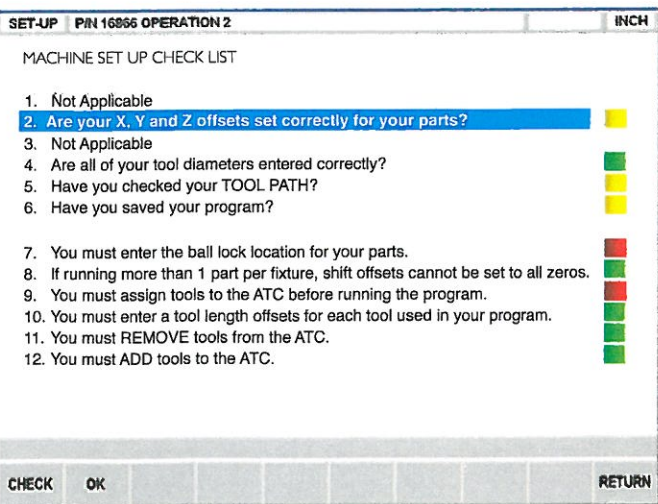 SET-UP P/N 16866 OPERATION 2 INCH
MACHINE SET UP CHECK LIST
1. Not Applicable
2. Are your X, Y and Z offsets set correctly for your parts?
3. Not Applicable
4. Are all of your tool diameters entered correctly?
5. Have you checked your TOOL PATH?
6. Have you saved your program?
7. You must enter the ball lock location for your parts.
8. If running more than 1 part per fixture, shift offsets cannot be set to all zeros.
9. You must assign tools to the ATC before running the program.
10. You must enter a tool length offsets for each tool used in your program.
11. You must REMOVE tools from the ATC.
12. You must ADD tools to the ATC.
CHECK OK RETURN